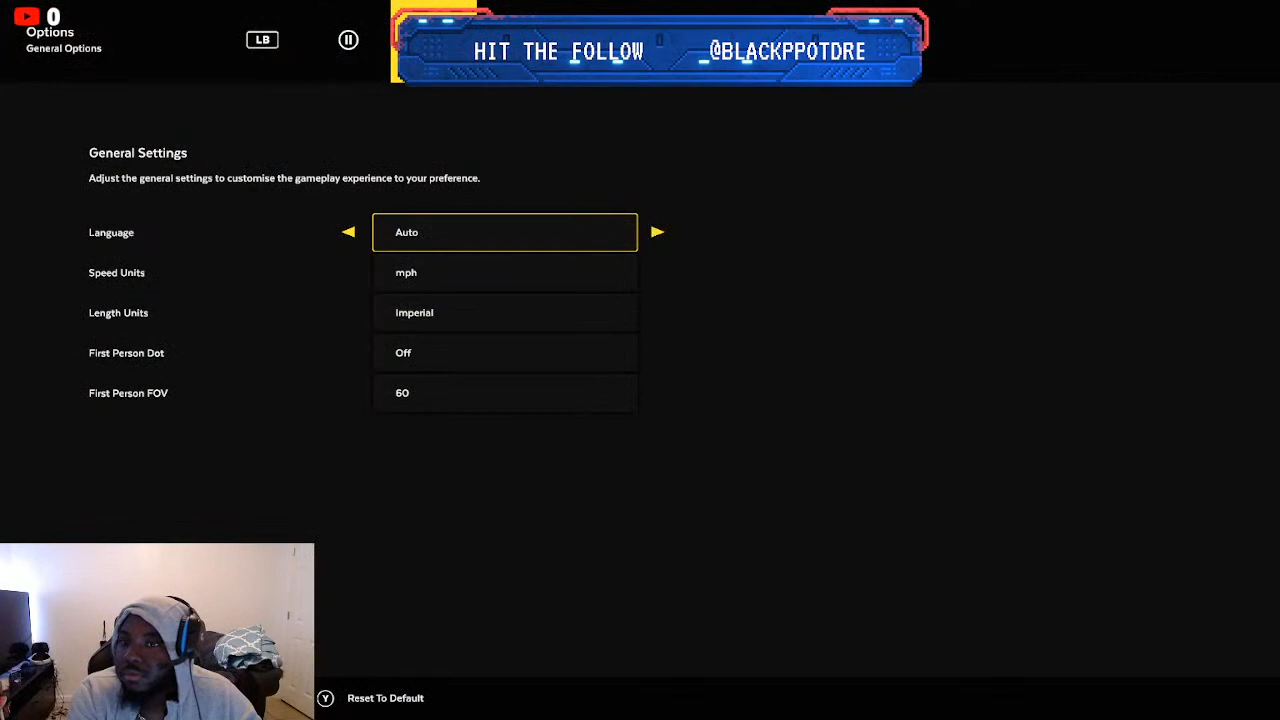 0
Options
General Options
LB
HIT THE FOLLOW @BLACKPPOTDRE
General Settings
Adjust the general settings to customise the gameplay experience to your preference.
Language Auto
Speed Units mph
Length Units Imperial
First Person Dot Off
First Person FOV 60
Y Reset To Default